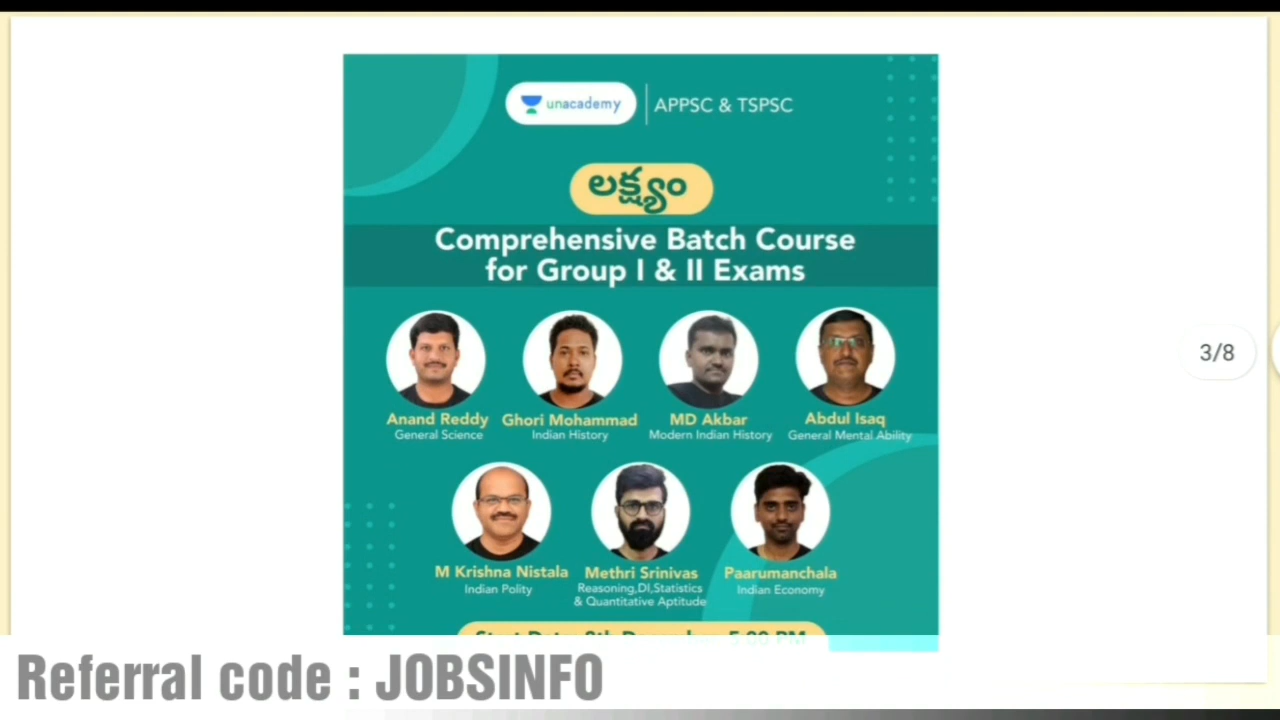 unacademy
APPSC & TSPSC
లక్ష్యం
Comprehensive Batch Course
for Group I & II Exams
Anand Reddy
General Science
Ghori Mohammad
Indian History
MD Akbar
Modern Indian History
Abdul Isaq
General Mental Ability
3/8
M Krishna Nistala
Indian Polity
Methri Srinivas
Reasoning,DI,Statistics
& Quantitative Aptitude
Paarumanchala
Indian Economy
Referral code : JOBSINFO